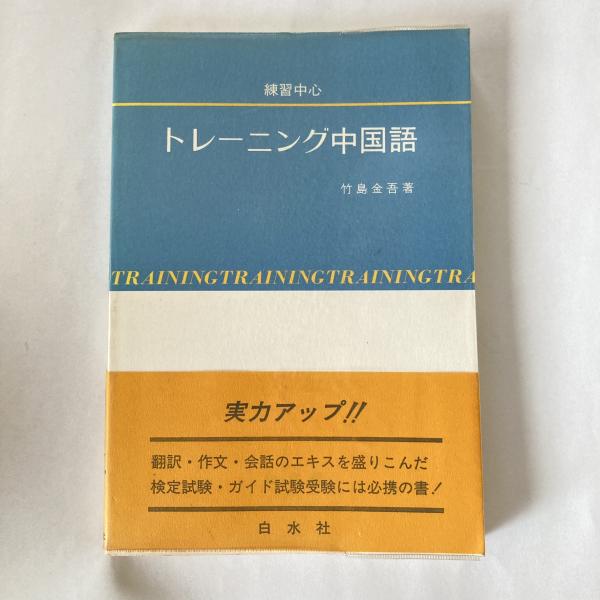 練習中心
トレーニング中国語
竹島金吾著
TRAININGTRAININGTRAININGTRA
実力アップ!!
翻訳・作文・会話のエキスを盛りこんだ
検定試験・ガイド試験受験には必携の書!
白水社